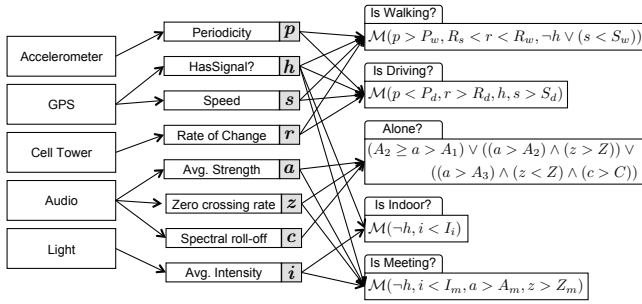 Accelerometer
GPS
Cell Tower
Audio
Light
Periodicity p
HasSignal? h
Speed s
Rate of Change r
Avg. Strength a
Zero crossing rate z
Spectral roll-off c
Avg. Intensity i
Is Walking?
M(p > P_w, R_s < r < R_w, ¬h ∨ (s < S_w))
Is Driving?
M(p < P_d, r > R_d, h, s > S_d)
Alone?
(A_2 ≥ a > A_1) ∨ ((a > A_2) ∧ (z > Z)) ∨
((a > A_3) ∧ (z < Z) ∧ (c > C))
Is Indoor?
M(¬h, i < I_i)
Is Meeting?
M(¬h, i < I_m, a > A_m, z > Z_m)